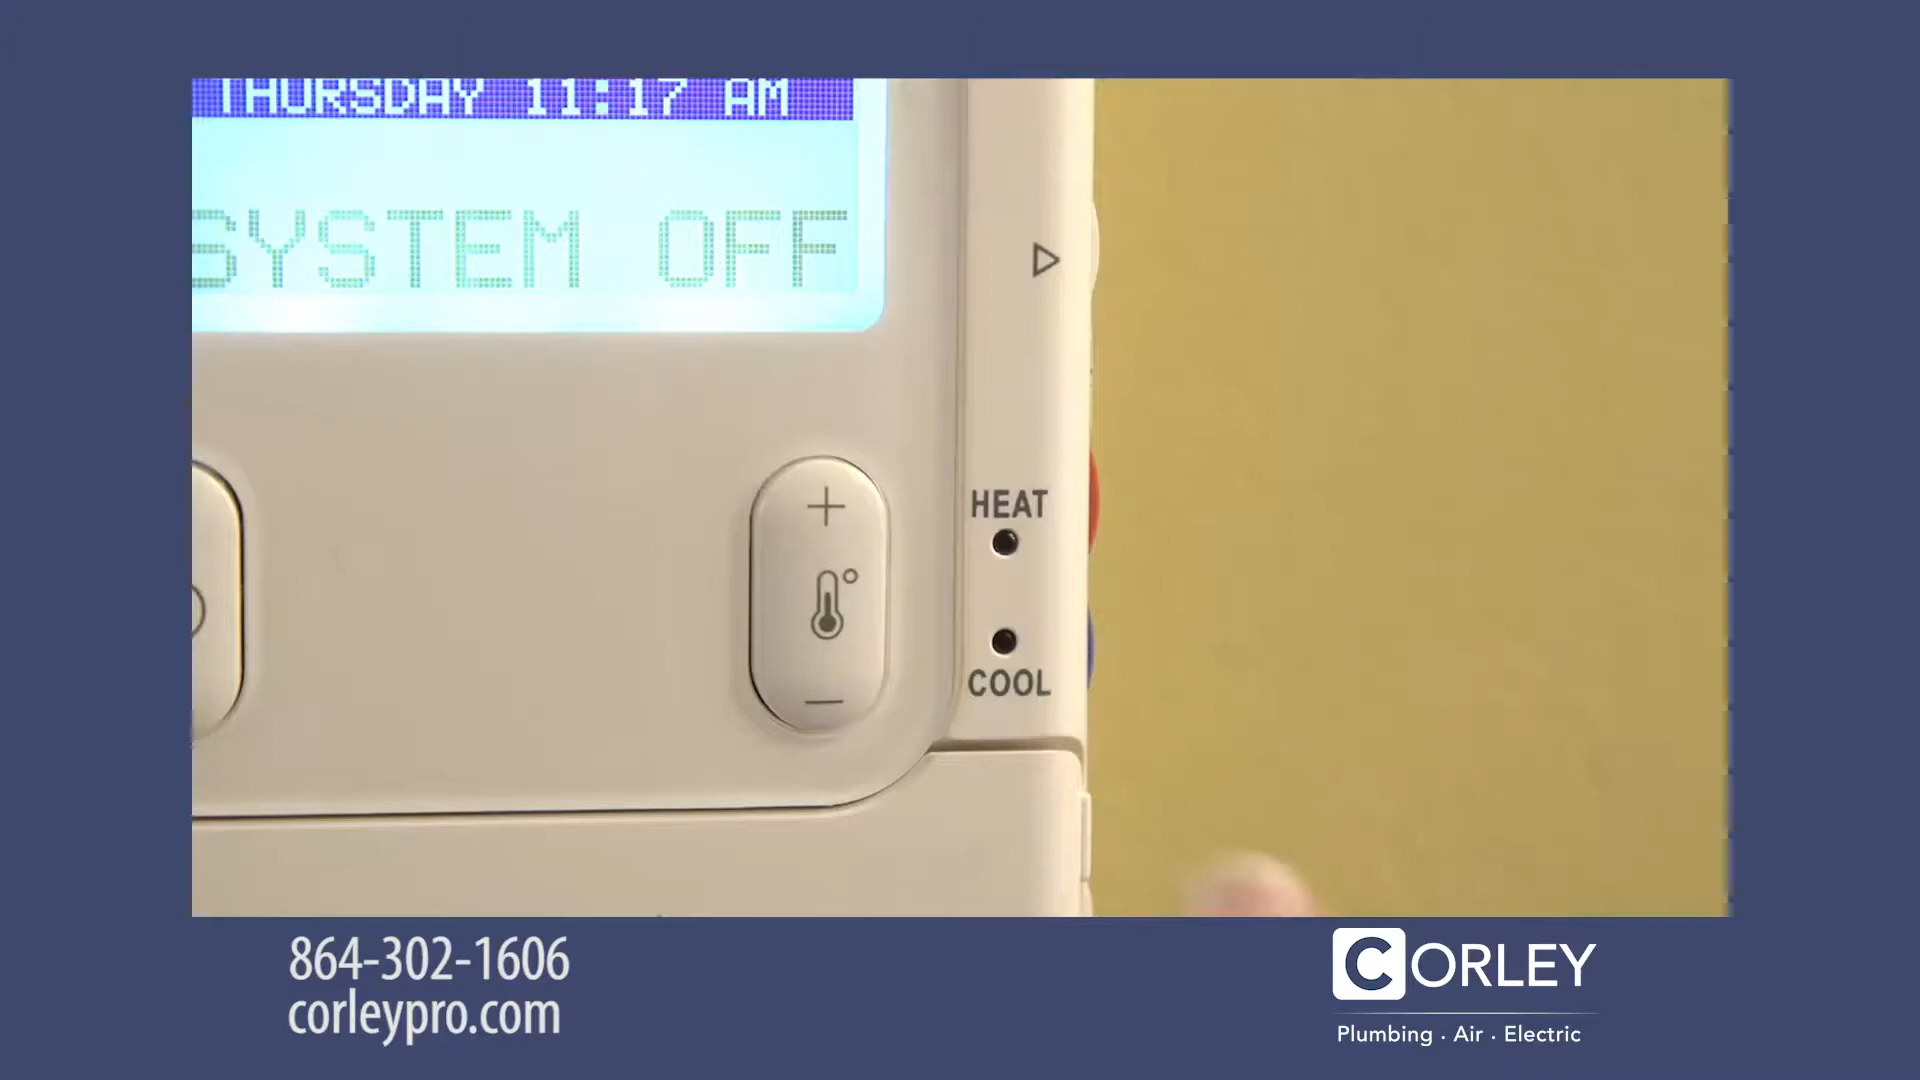 THURSDAY 11:17 AM
SYSTEM OFF
+
HEAT
COOL
—
864-302-1606
corleypro.com
CORLEY
Plumbing . Air . Electric